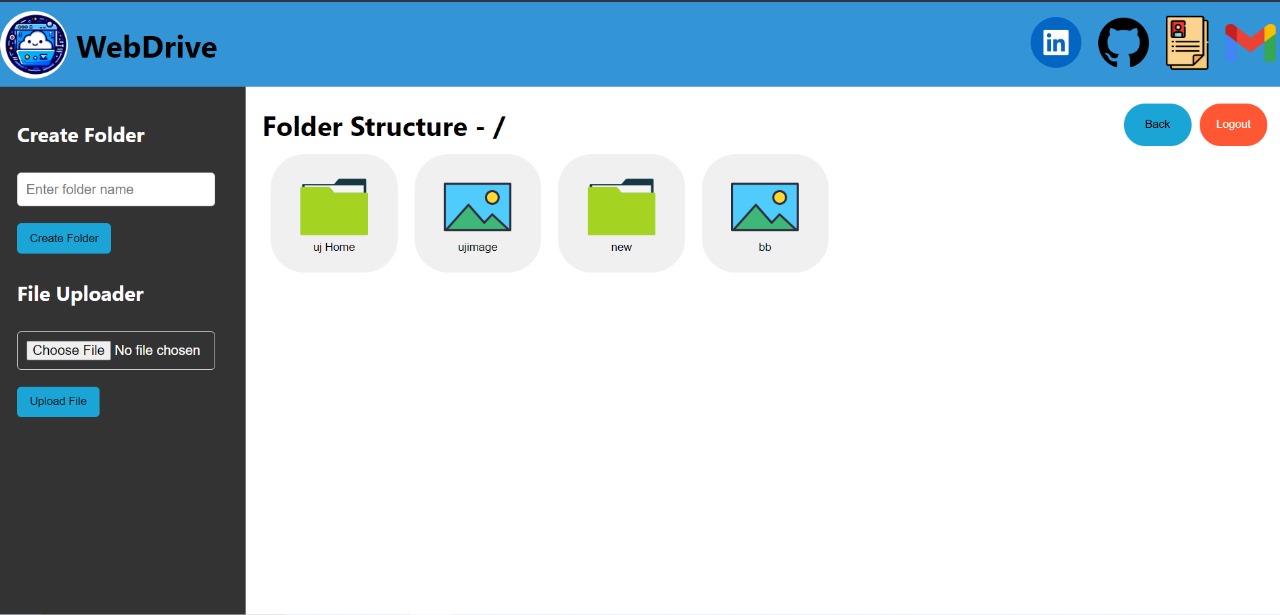 WebDrive
Create Folder
Enter folder name
Create Folder
File Uploader
Choose File No file chosen
Upload File
Folder Structure - /
Back
Logout
uj Home
ujimage
new
bb